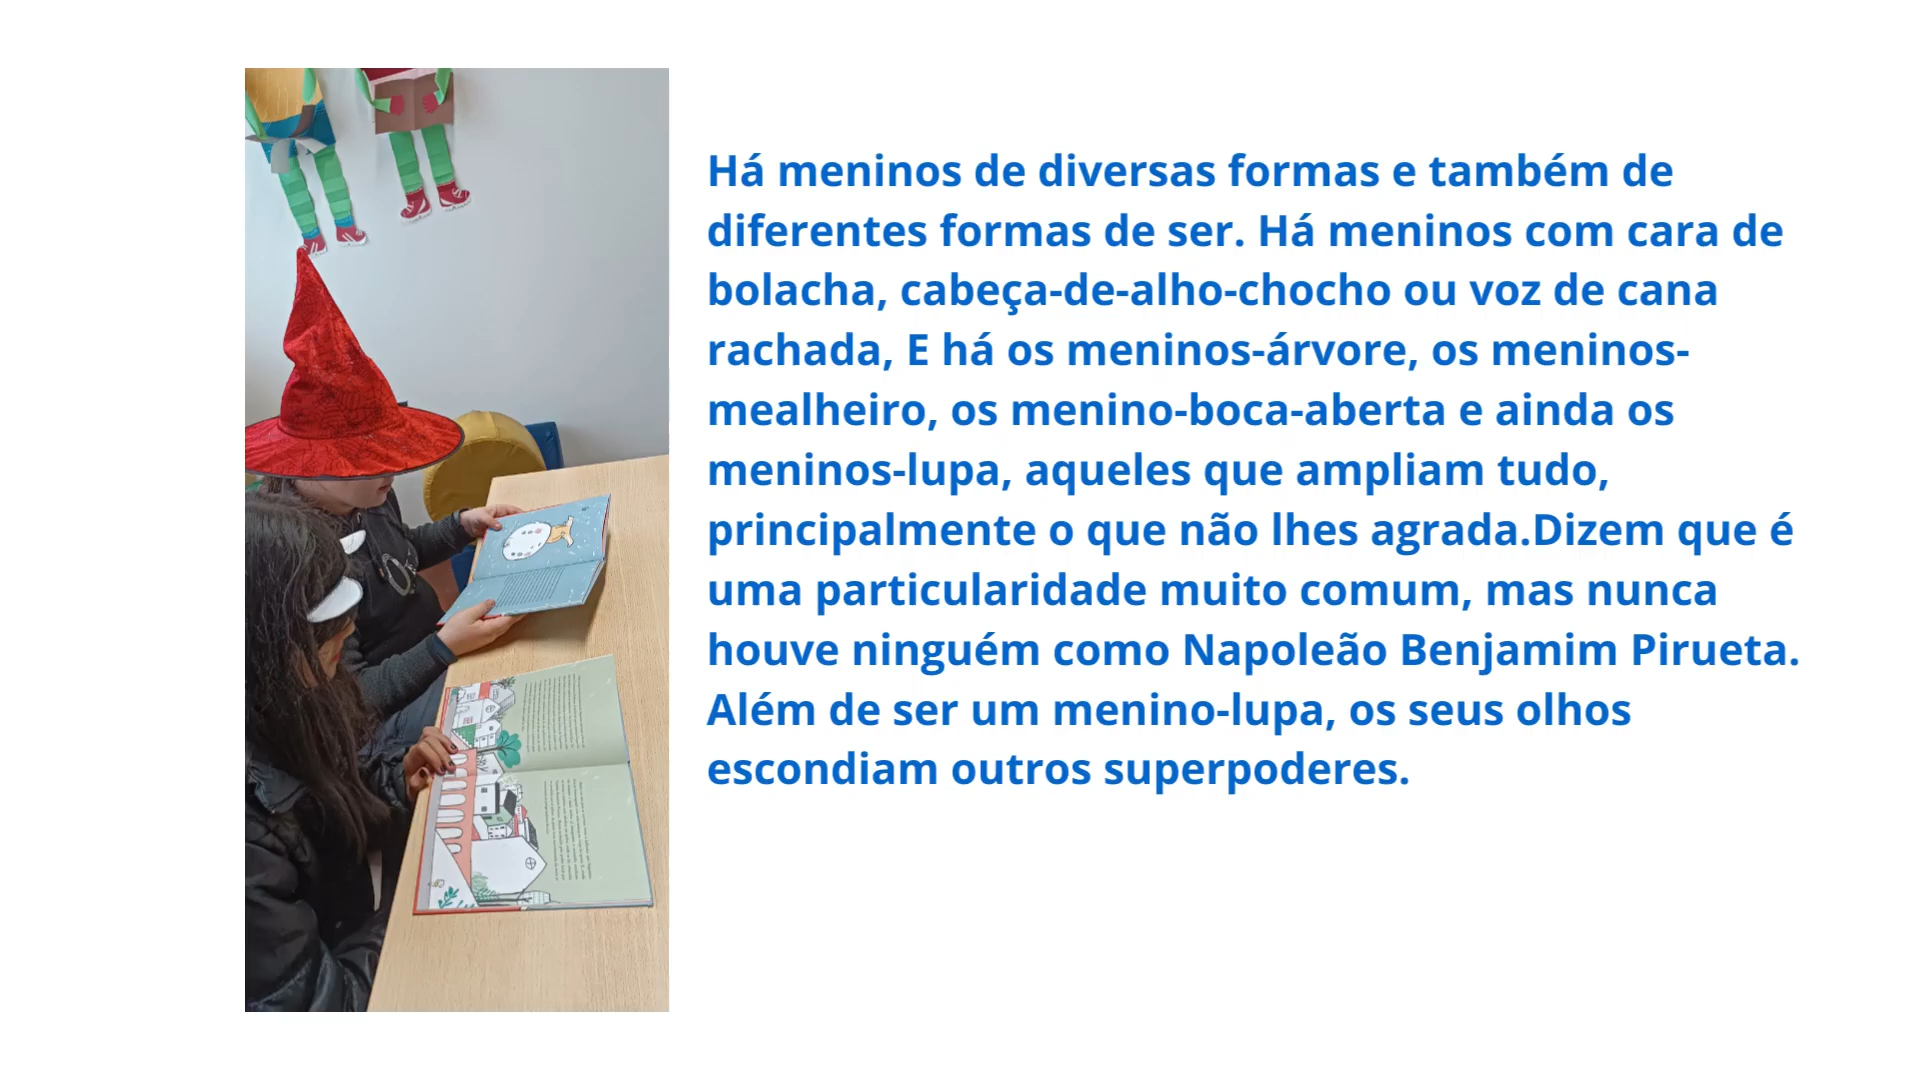 Há meninos de diversas formas e também de
diferentes formas de ser. Há meninos com cara de
bolacha, cabeça-de-alho-chocho ou voz de cana
rachada, E há os meninos-árvore, os meninos-
mealheiro, os menino-boca-aberta e ainda os
meninos-lupa, aqueles que ampliam tudo,
principalmente o que não lhes agrada.Dizem que é
uma particularidade muito comum, mas nunca
houve ninguém como Napoleão Benjamim Pirueta.
Além de ser um menino-lupa, os seus olhos
escondiam outros superpoderes.